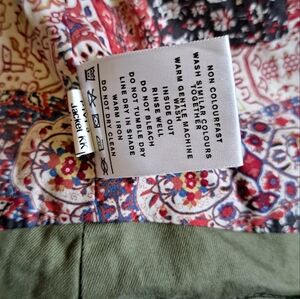 NON COLOURFAST
WASH SIMILAR COLOURS
TOGETHER
WARM GENTLE MACHINE
WASH
INSIDE OUT
RINSE WELL
DO NOT BLEACH
DO NOT TUMBLE DRY
LINE DRY IN SHADE
WARM IRON
DO NOT DRY CLEAN